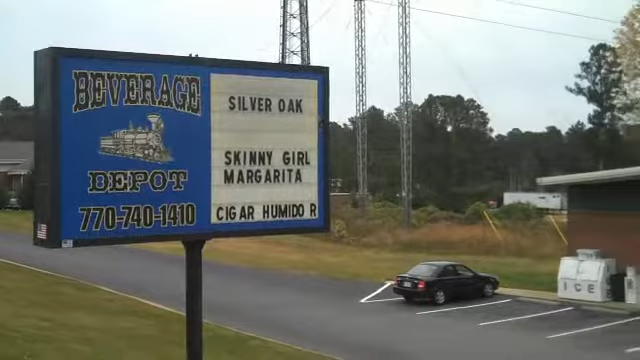 BEVERAGE
DEPOT
770-740-1410
SILVER OAK
SKINNY GIRL
MARGARITA
CIGAR HUMIDO R
ICE